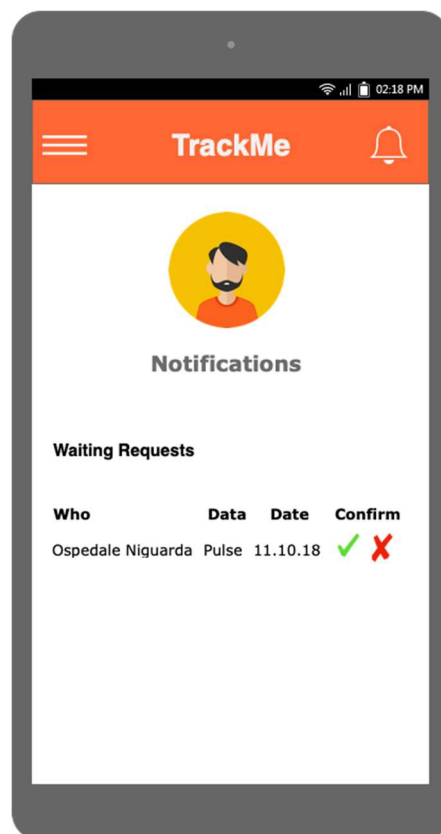 02:18 PM
TrackMe
Notifications
Waiting Requests
Who Data Date Confirm
Ospedale Niguarda Pulse 11.10.18